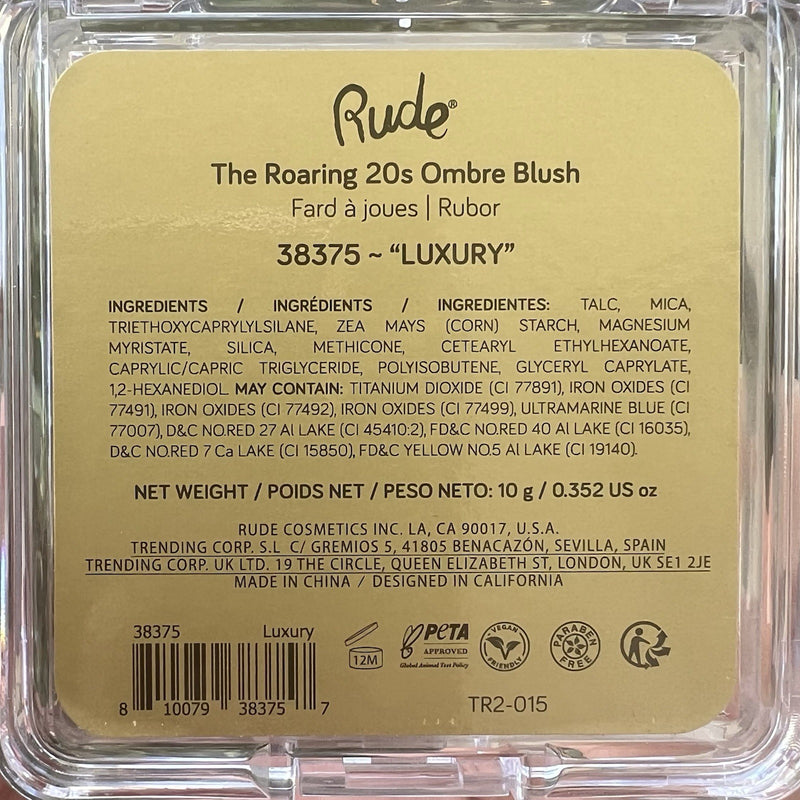 Rude®
The Roaring 20s Ombre Blush
Fard à joues | Rubor
38375 ~ “LUXURY”
INGREDIENTS / INGRÉDIENTS / INGREDIENTES: TALC, MICA,
TRIETHOXYCAPRYLYLSILANE, ZEA MAYS (CORN) STARCH, MAGNESIUM
MYRISTATE, SILICA, METHICONE, CETEARYL ETHYLHEXANOATE,
CAPRYLIC/CAPRIC TRIGLYCERIDE, POLYISOBUTENE, GLYCERYL CAPRYLATE,
1,2-HEXANEDIOL. MAY CONTAIN: TITANIUM DIOXIDE (CI 77891), IRON OXIDES (CI
77491), IRON OXIDES (CI 77492), IRON OXIDES (CI 77499), ULTRAMARINE BLUE (CI
77007), D&C NO.RED 27 Al LAKE (CI 45410:2), FD&C NO.RED 40 Al LAKE (CI 16035),
D&C NO.RED 7 Ca LAKE (CI 15850), FD&C YELLOW NO.5 Al LAKE (CI 19140).
NET WEIGHT / POIDS NET / PESO NETO: 10 g / 0.352 US oz
RUDE COSMETICS INC. LA, CA 90017, U.S.A.
TRENDING CORP. S.L C/ GREMIOS 5, 41805 BENACAZÓN, SEVILLA, SPAIN
TRENDING CORP. UK LTD. 19 THE CIRCLE, QUEEN ELIZABETH ST, LONDON, UK SE1 2JE
MADE IN CHINA / DESIGNED IN CALIFORNIA
38375 Luxury
8 10079 38375 7
12M
PETA
APPROVED
Global Animal Test Policy
VEGAN
FRIENDLY
PARABEN
FREE
TR2-015